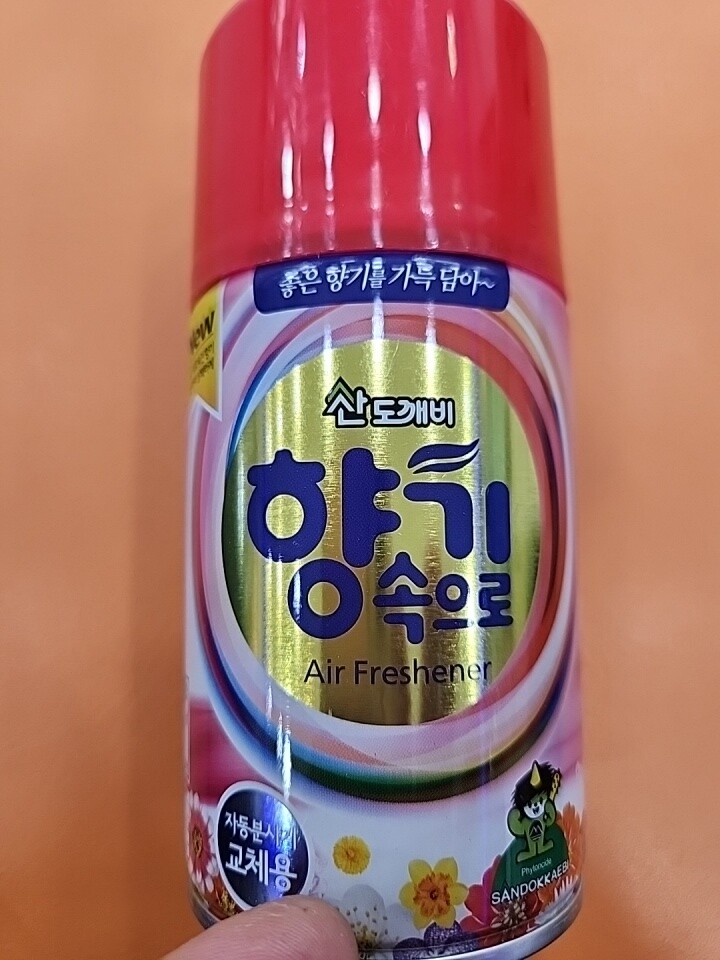 좋은 향기를 가득 담아~
New
산도깨비
향기
속으로
Air Freshener
자동분사기
교체용
Phytoncide
SANDOKKAEBI